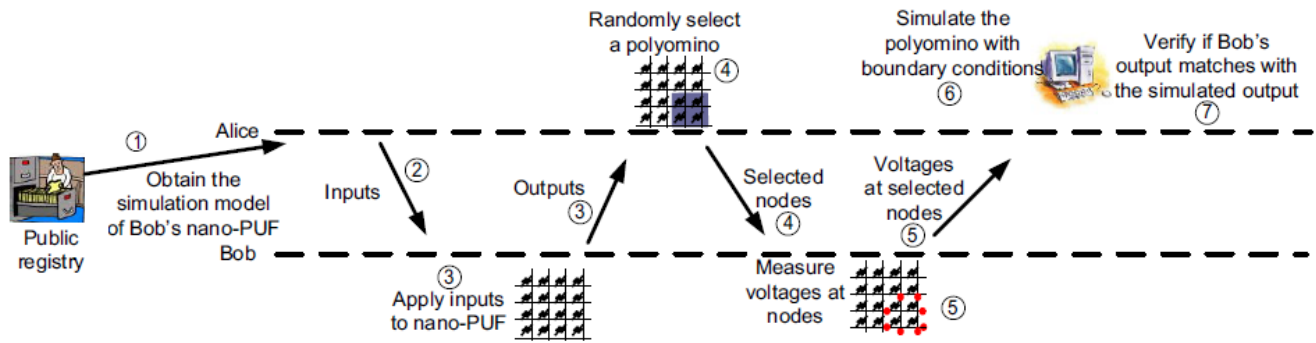 Randomly select
a polyomino
④
Simulate the
polyomino with
boundary conditions
⑥
Verify if Bob's
output matches with
the simulated output
⑦
Alice
①
Obtain the
simulation model
of Bob's nano-PUF
Public
registry
②
Inputs
Outputs
③
Selected
nodes
④
Voltages
at selected
nodes
⑤
Bob
③
Apply inputs
to nano-PUF
Measure
voltages at
nodes
⑤